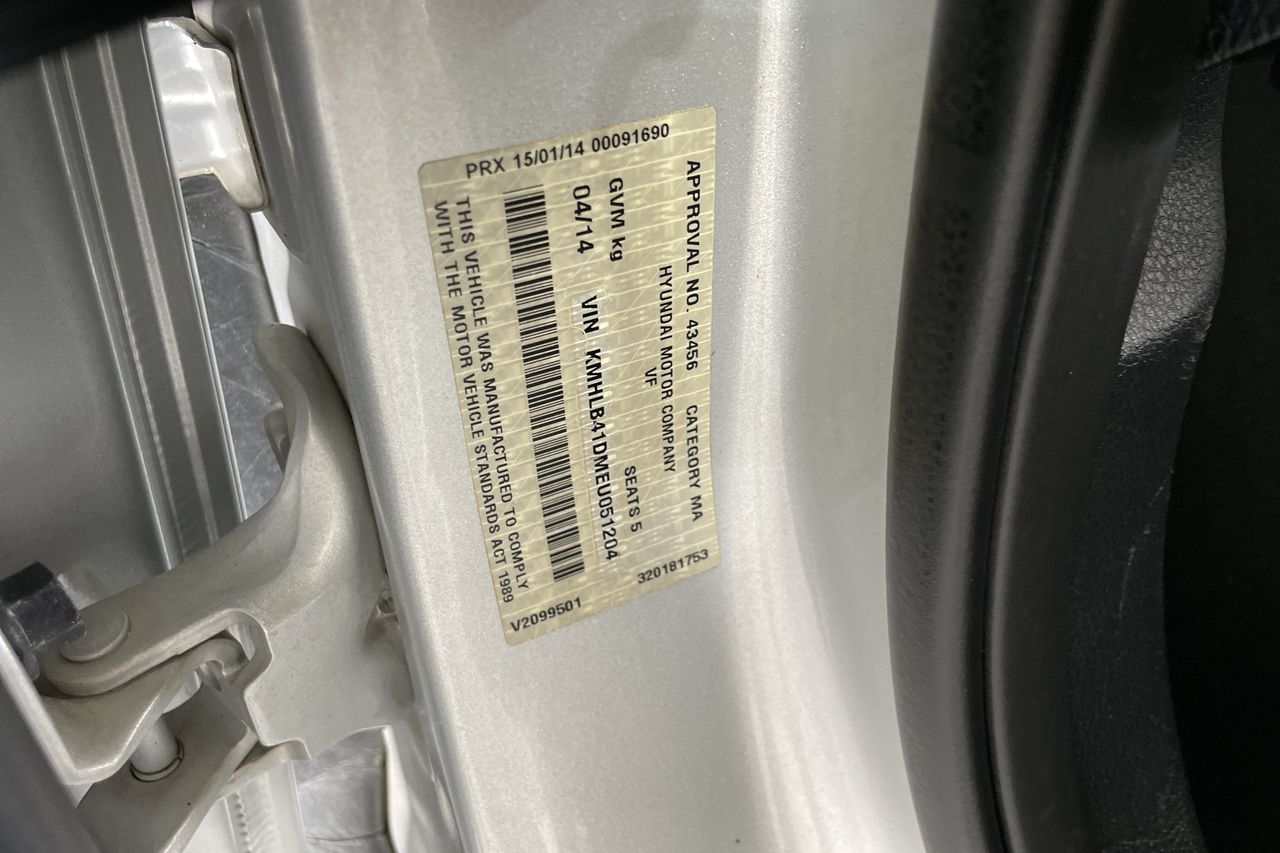 PRX 15/01/14 00091690
APPROVAL NO. 43456 CATEGORY MA
HYUNDAI MOTOR COMPANY
VF
GVM kg SEATS 5
04/14 VIN KMHLB41DMEU051204
THIS VEHICLE WAS MANUFACTURED TO COMPLY
WITH THE MOTOR VEHICLE STANDARDS ACT 1989
320181753
V2099501